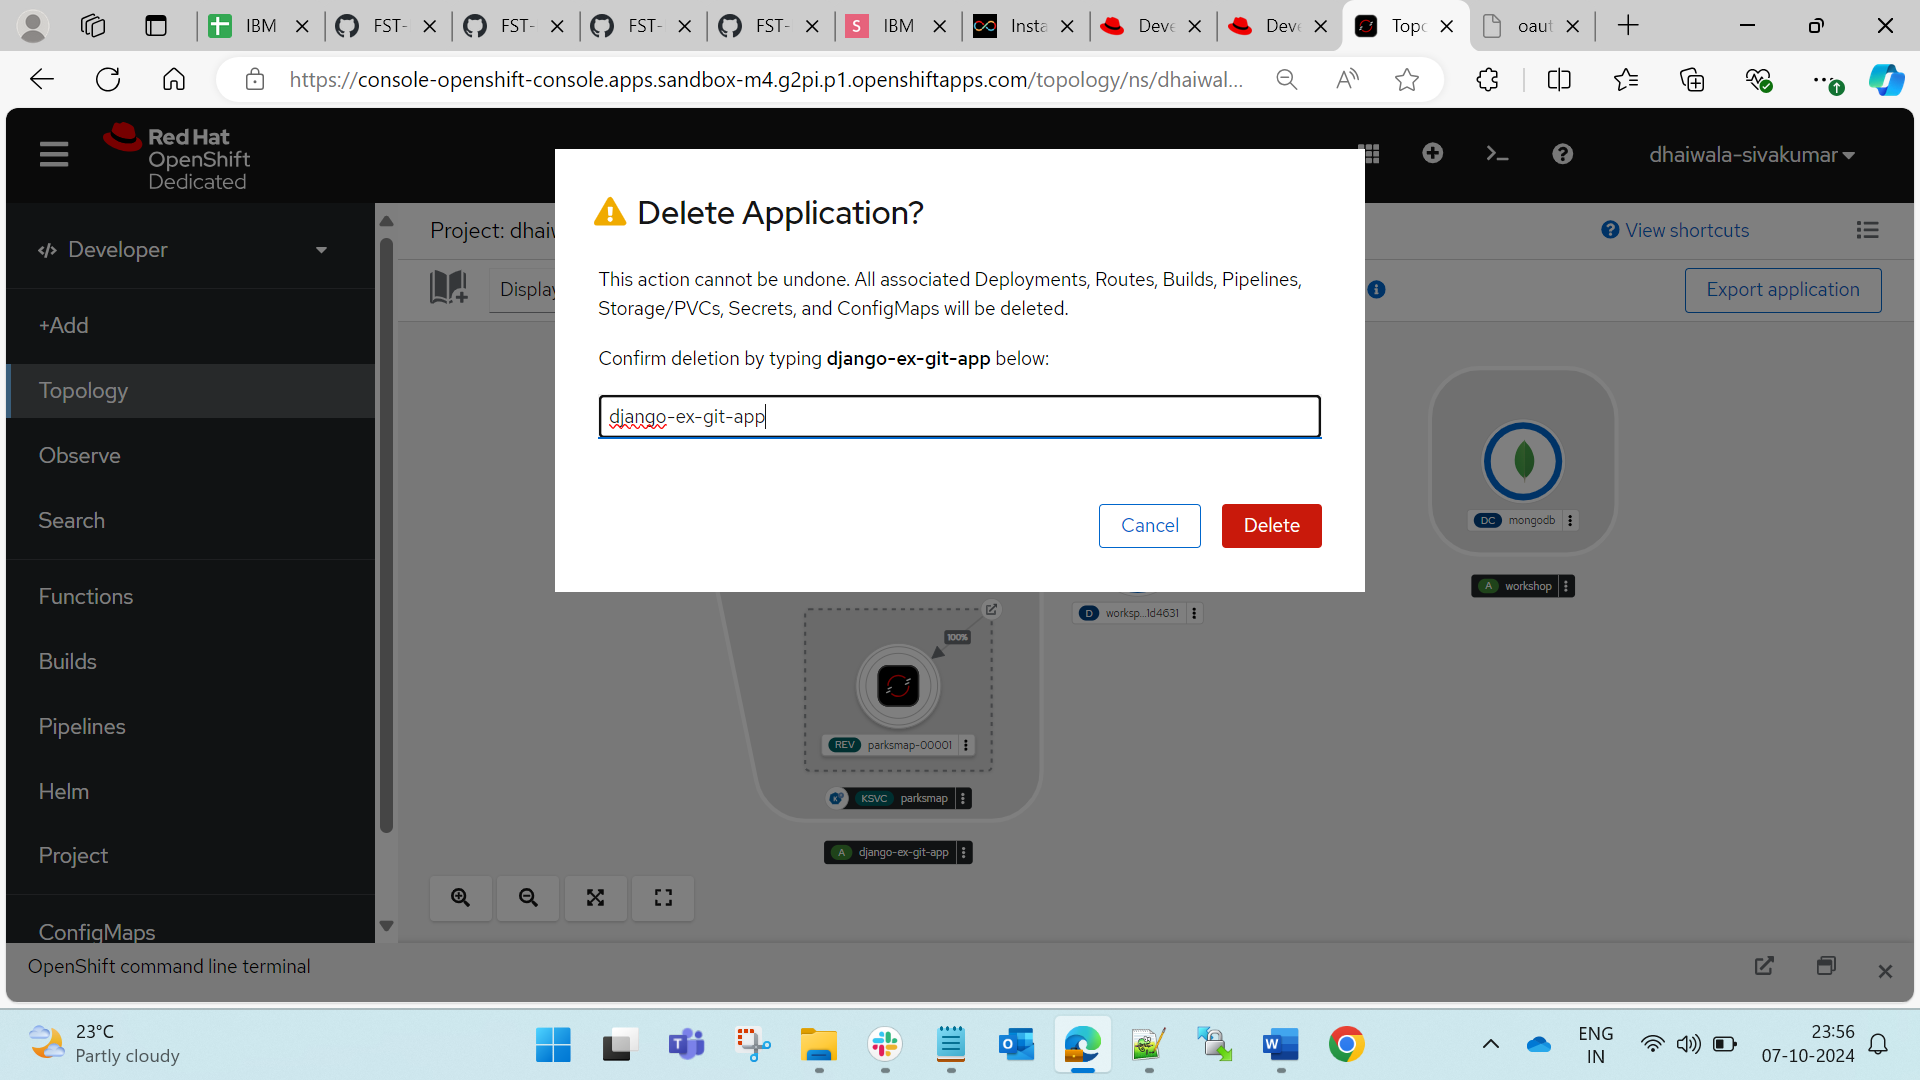 IBM
FST-
FST-
FST-
FST-
S
IBM
Insta
Deve
Deve
Topo
oaut
https://console-openshift-console.apps.sandbox-m4.g2pi.p1.openshiftapps.com/topology/ns/dhaiwal...
Red Hat
OpenShift
Dedicated
dhaiwala-sivakumar
Developer
Project: dhaiw
View shortcuts
Display
Export application
+Add
Topology
Observe
Search
Functions
Builds
Pipelines
Helm
Project
ConfigMaps
Delete Application?
This action cannot be undone. All associated Deployments, Routes, Builds, Pipelines,
Storage/PVCs, Secrets, and ConfigMaps will be deleted.
Confirm deletion by typing django-ex-git-app below:
django-ex-git-app
Cancel
Delete
DC mongodb
A workshop
D worksp...1d4631
100%
REV parksmap-00001
KSVC parksmap
A django-ex-git-app
OpenShift command line terminal
23°C
Partly cloudy
ENG
IN
23:56
07-10-2024